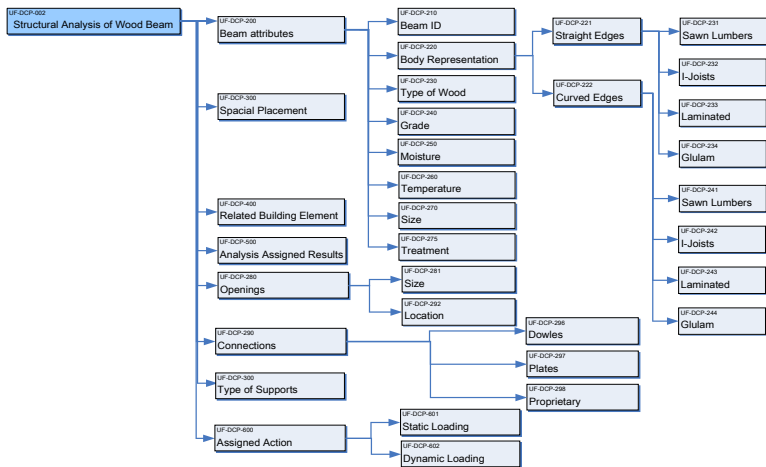 UF-DCP-002
Structural Analysis of Wood Beam
UF-DCP-200
Beam attributes
UF-DCP-210
Beam ID
UF-DCP-220
Body Representation
UF-DCP-221
Straight Edges
UF-DCP-231
Sawn Lumbers
UF-DCP-232
I-Joists
UF-DCP-233
Laminated
UF-DCP-234
Glulam
UF-DCP-222
Curved Edges
UF-DCP-241
Sawn Lumbers
UF-DCP-242
I-Joists
UF-DCP-243
Laminated
UF-DCP-244
Glulam
UF-DCP-230
Type of Wood
UF-DCP-240
Grade
UF-DCP-250
Moisture
UF-DCP-260
Temperature
UF-DCP-270
Size
UF-DCP-275
Treatment
UF-DCP-300
Spacial Placement
UF-DCP-400
Related Building Element
UF-DCP-500
Analysis Assigned Results
UF-DCP-280
Openings
UF-DCP-281
Size
UF-DCP-292
Location
UF-DCP-290
Connections
UF-DCP-296
Dowles
UF-DCP-297
Plates
UF-DCP-298
Proprietary
UF-DCP-300
Type of Supports
UF-DCP-600
Assigned Action
UF-DCP-601
Static Loading
UF-DCP-602
Dynamic Loading